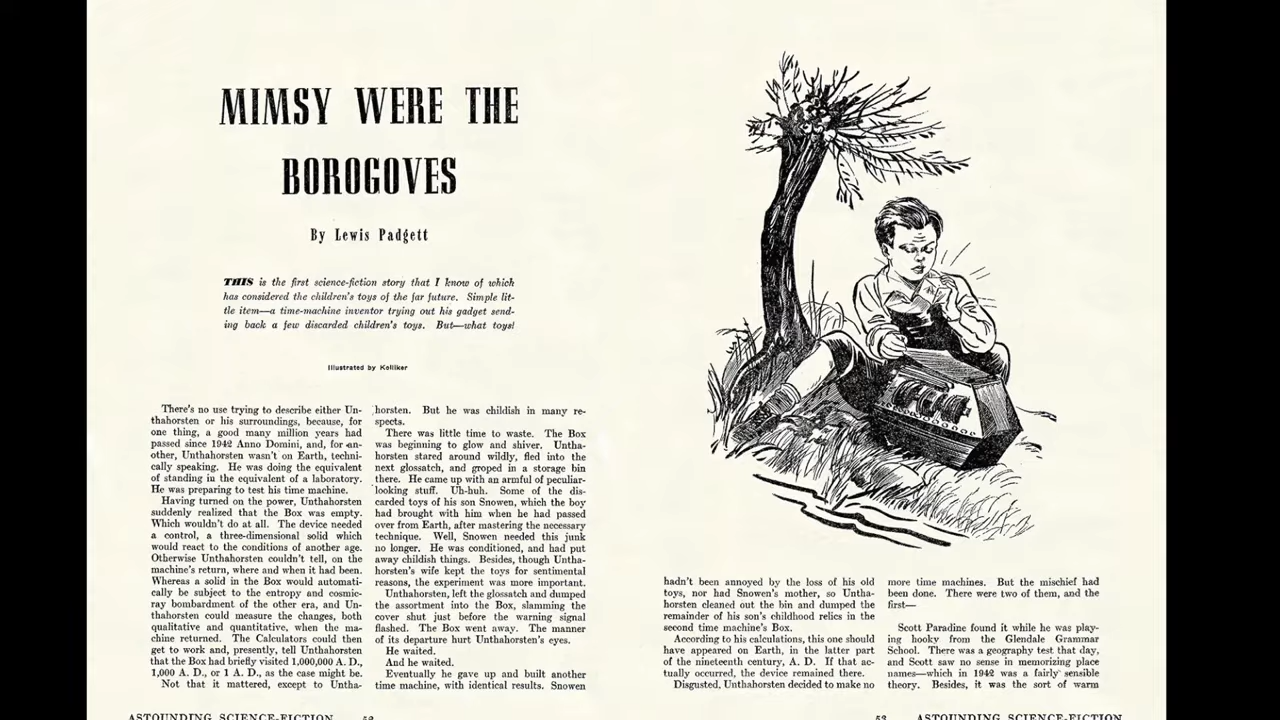 MIMSY WERE THE
BOROGOVES
By Lewis Padgett
THIS is the first science-fiction story that I know of which
has considered the children's toys of the far future. Simple lit-
tle item—a time-machine inventor trying out his gadget send-
ing back a few discarded children's toys. But—what toys!
Illustrated by Kolliker
There's no use trying to describe either Un-
thahorsten or his surroundings, because, for
one thing, a good many million years had
passed since 1942 Anno Domini, and, for an-
other, Unthahorsten wasn't on Earth, techni-
cally speaking. He was doing the equivalent
of standing in the equivalent of a laboratory.
He was preparing to test his time machine.
Having turned on the power, Unthahorsten
suddenly realized that the Box was empty.
Which wouldn't do at all. The device needed
a control, a three-dimensional solid which
would react to the conditions of another age.
Otherwise Unthahorsten couldn't tell, on the
machine's return, where and when it had been.
Whereas a solid in the Box would automati-
cally be subject to the entropy and cosmic-
ray bombardment of the other era, and Un-
thahorsten could measure the changes, both
qualitative and quantitative, when the ma-
chine returned. The Calculators could then
get to work and, presently, tell Unthahorsten
that the Box had briefly visited 1,000,000 A. D.,
1,000 A. D., or 1 A. D., as the case might be.
Not that it mattered, except to Untha-
horsten. But he was childish in many re-
spects.
There was little time to waste. The Box
was beginning to glow and shiver. Untha-
horsten stared around wildly, fled into the
next glossatch, and groped in a storage bin
there. He came up with an armful of peculiar-
looking stuff. Uh-huh. Some of the dis-
carded toys of his son Snowen, which the boy
had brought with him when he had passed
over from Earth, after mastering the necessary
technique. Well, Snowen needed this junk
no longer. He was conditioned, and had put
away childish things. Besides, though Untha-
horsten's wife kept the toys for sentimental
reasons, the experiment was more important.
Unthahorsten, left the glossatch and dumped
the assortment into the Box, slamming the
cover shut just before the warning signal
flashed. The Box went away. The manner
of its departure hurt Unthahorsten's eyes.
He waited.
And he waited.
Eventually he gave up and built another
time machine, with identical results. Snowen
hadn't been annoyed by the loss of his old
toys, nor had Snowen's mother, so Untha-
horsten cleaned out the bin and dumped the
remainder of his son's childhood relics in the
second time machine's Box.
According to his calculations, this one should
have appeared on Earth, in the latter part
of the nineteenth century, A. D. If that ac-
tually occurred, the device remained there.
Disgusted, Unthahorsten decided to make no
more time machines. But the mischief had
been done. There were two of them, and the
first—
Scott Paradine found it while he was play-
ing hooky from the Glendale Grammar
School. There was a geography test that day,
and Scott saw no sense in memorizing place
names—which in 1942 was a fairly sensible
theory. Besides, it was the sort of warm
ASTOUNDING SCIENCE-FICTION 52
53 ASTOUNDING SCIENCE-FICTION